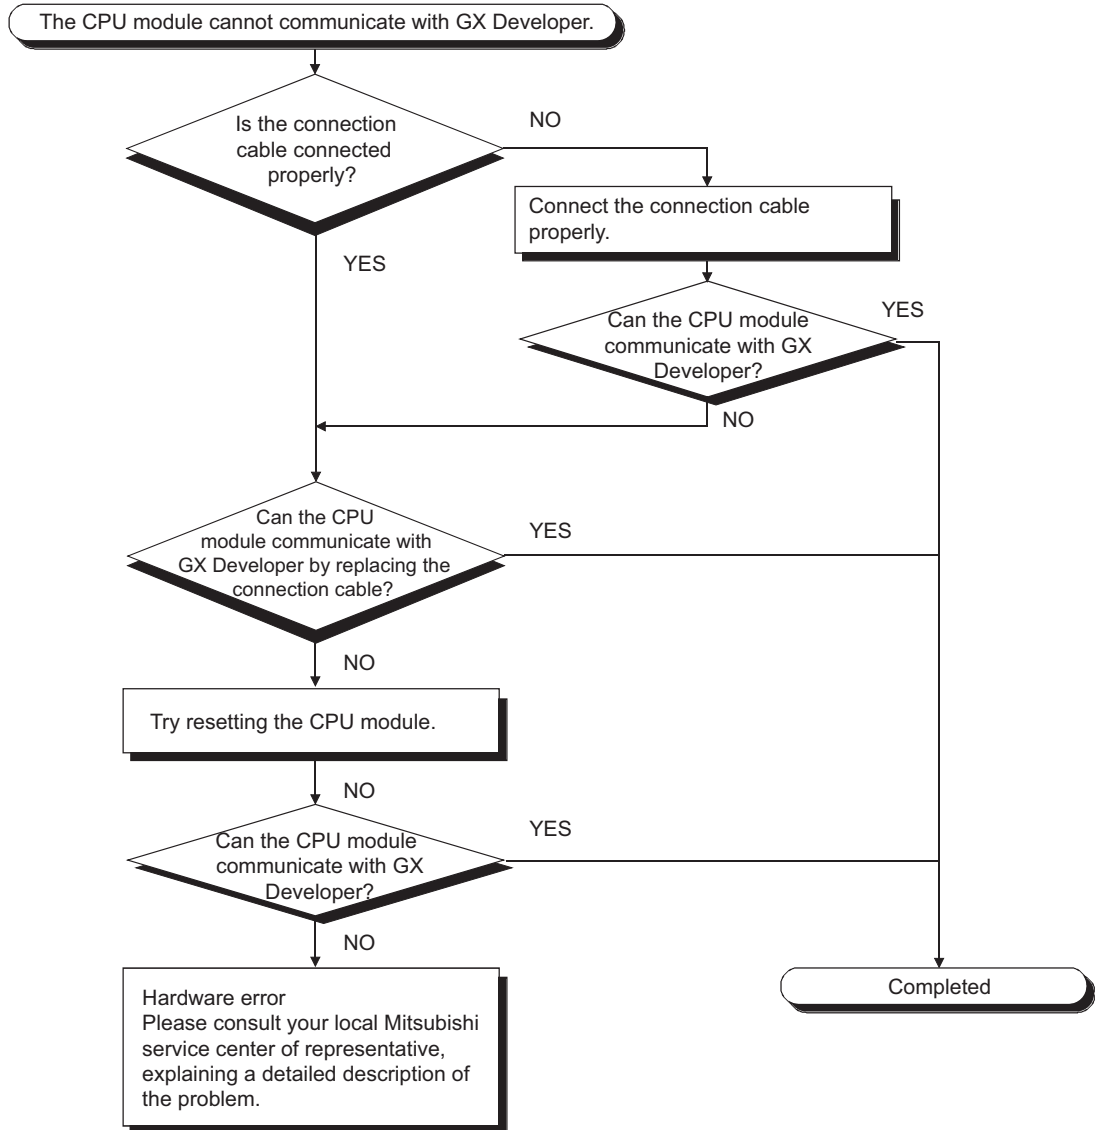 The CPU module cannot communicate with GX Developer.
Is the connection
cable connected
properly?
NO
Connect the connection cable
properly.
YES
Can the CPU module
communicate with GX
Developer?
YES
NO
Can the CPU
module communicate with
GX Developer by replacing the
connection cable?
YES
NO
Try resetting the CPU module.
NO
Can the CPU module
communicate with GX
Developer?
YES
NO
Hardware error
Please consult your local Mitsubishi
service center of representative,
explaining a detailed description of
the problem.
Completed